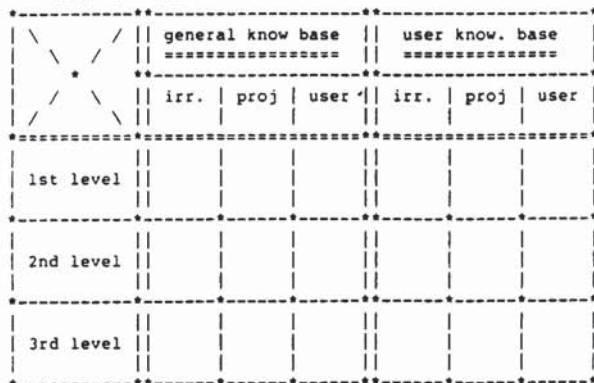 general know base user know. base
irr. proj user irr. proj user
1st level
2nd level
3rd level